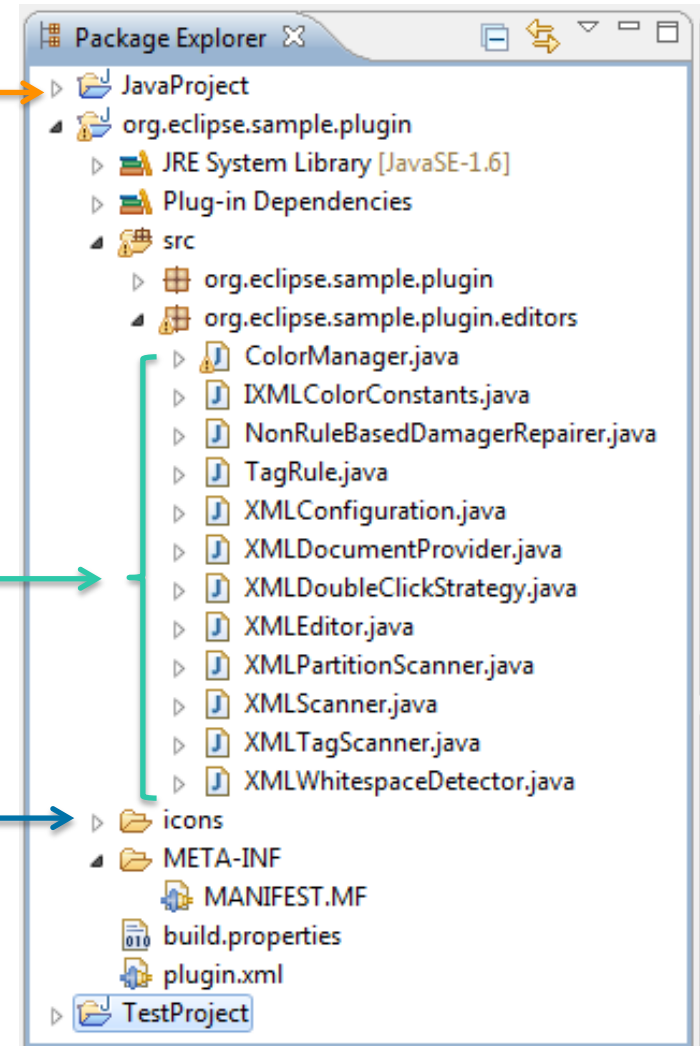 Package Explorer
JavaProject
org.eclipse.sample.plugin
JRE System Library [JavaSE-1.6]
Plug-in Dependencies
src
org.eclipse.sample.plugin
org.eclipse.sample.plugin.editors
ColorManager.java
IXMLColorConstants.java
NonRuleBasedDamagerRepairer.java
TagRule.java
XMLConfiguration.java
XMLDocumentProvider.java
XMLDoubleClickStrategy.java
XMLEditor.java
XMLPartitionScanner.java
XMLScanner.java
XMLTagScanner.java
XMLWhitespaceDetector.java
icons
META-INF
MANIFEST.MF
build.properties
plugin.xml
TestProject